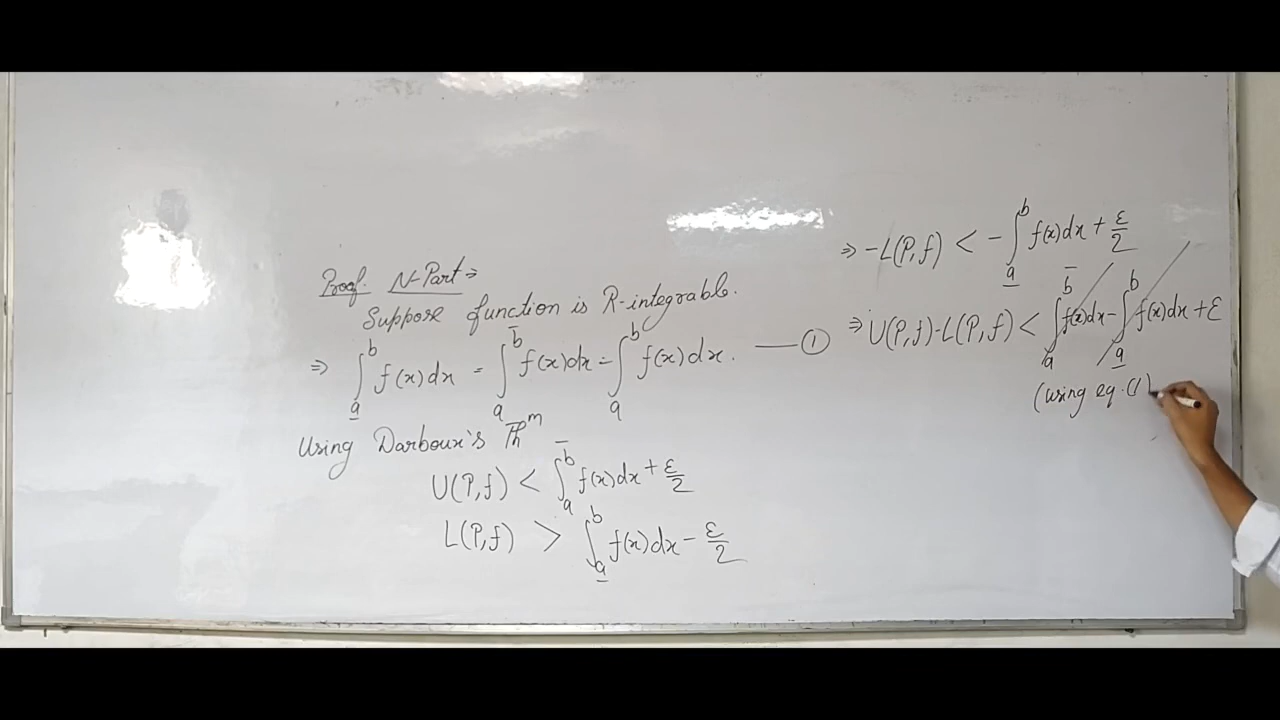 Proof. N-Part ⇒
Suppose function is R-integrable.
⇒ ∫_a̲^b f(x)dx = ∫_a^b̄ f(x)dx = ∫_a^b f(x)dx. — ①
Using Darboux's Thᵐ
U(P,f) < ∫_a^b̄ f(x)dx + ε/2
L(P,f) > ∫_a̲^b f(x)dx - ε/2
⇒ -L(P,f) < - ∫_a̲^b f(x)dx + ε/2
⇒ U(P,f)-L(P,f) < ∫_a^b̄ f(x)dx - ∫_a̲^b f(x)dx + ε
(using eq.(1)